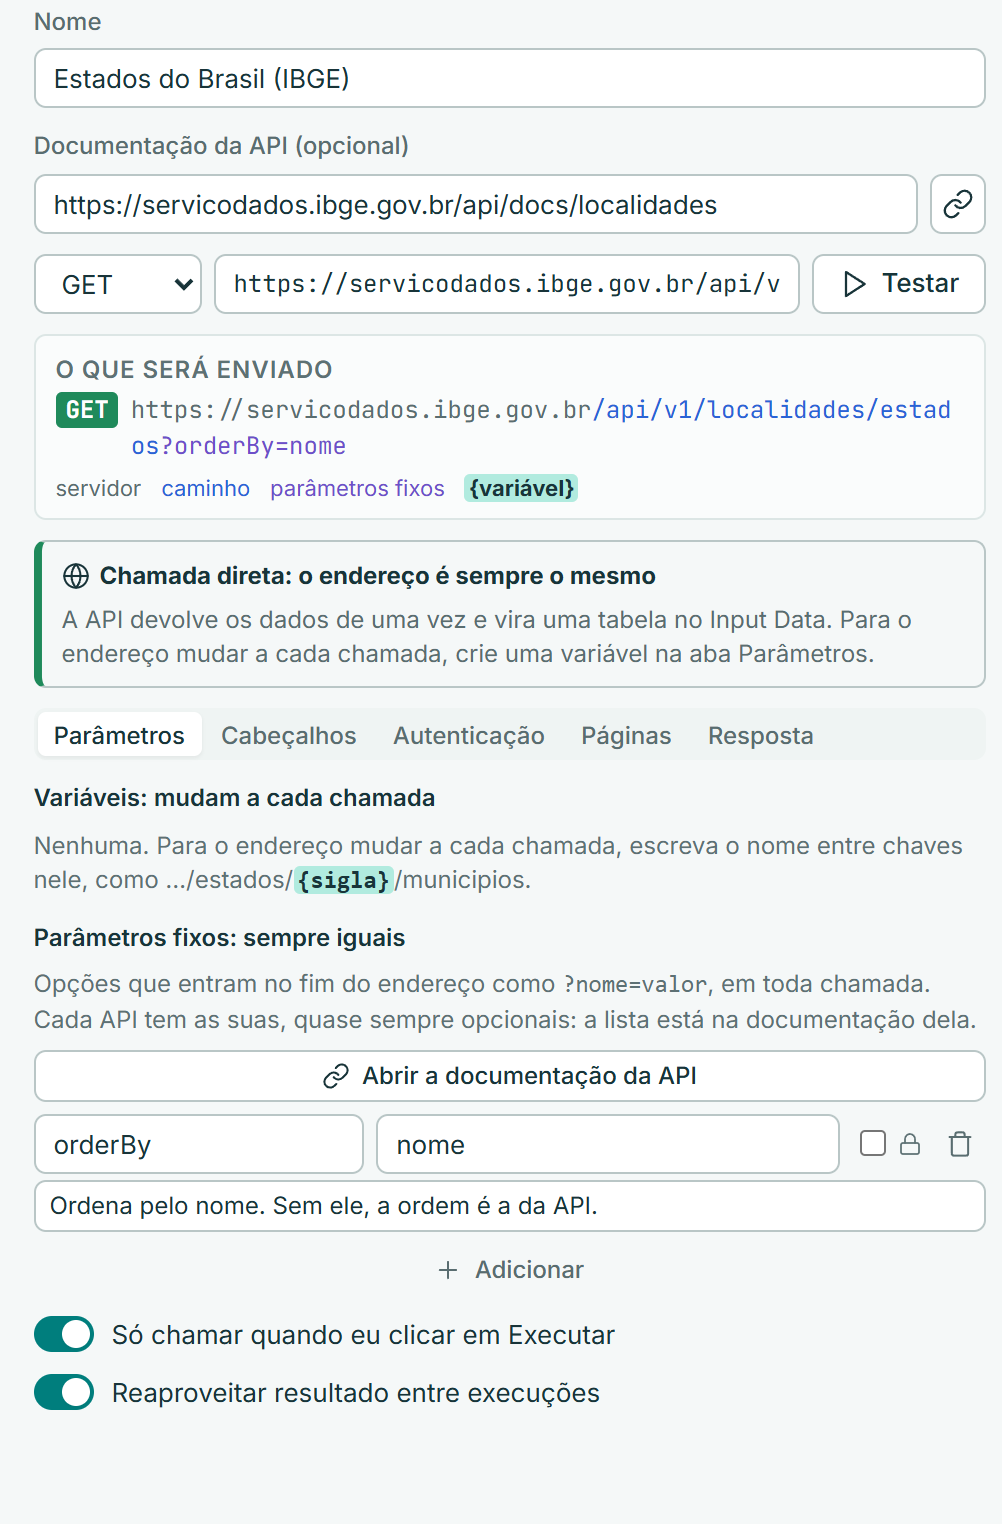 Nome
Estados do Brasil (IBGE)
Documentação da API (opcional)
https://servicodados.ibge.gov.br/api/docs/localidades
GET https://servicodados.ibge.gov.br/api/v Testar
O QUE SERÁ ENVIADO
GET https://servicodados.ibge.gov.br/api/v1/localidades/estad
os?orderBy=nome
servidor caminho parâmetros fixos {variável}
Chamada direta: o endereço é sempre o mesmo
A API devolve os dados de uma vez e vira uma tabela no Input Data. Para o
endereço mudar a cada chamada, crie uma variável na aba Parâmetros.
Parâmetros Cabeçalhos Autenticação Páginas Resposta
Variáveis: mudam a cada chamada
Nenhuma. Para o endereço mudar a cada chamada, escreva o nome entre chaves
nele, como .../estados/{sigla}/municipios.
Parâmetros fixos: sempre iguais
Opções que entram no fim do endereço como ?nome=valor, em toda chamada.
Cada API tem as suas, quase sempre opcionais: a lista está na documentação dela.
Abrir a documentação da API
orderBy nome
Ordena pelo nome. Sem ele, a ordem é a da API.
+ Adicionar
Só chamar quando eu clicar em Executar
Reaproveitar resultado entre execuções